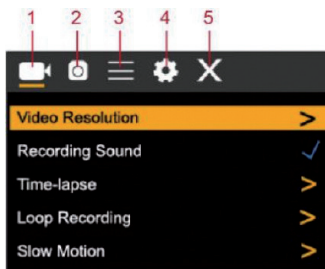 1 2 3 4 5
Video Resolution >
Recording Sound
Time-lapse >
Loop Recording >
Slow Motion >